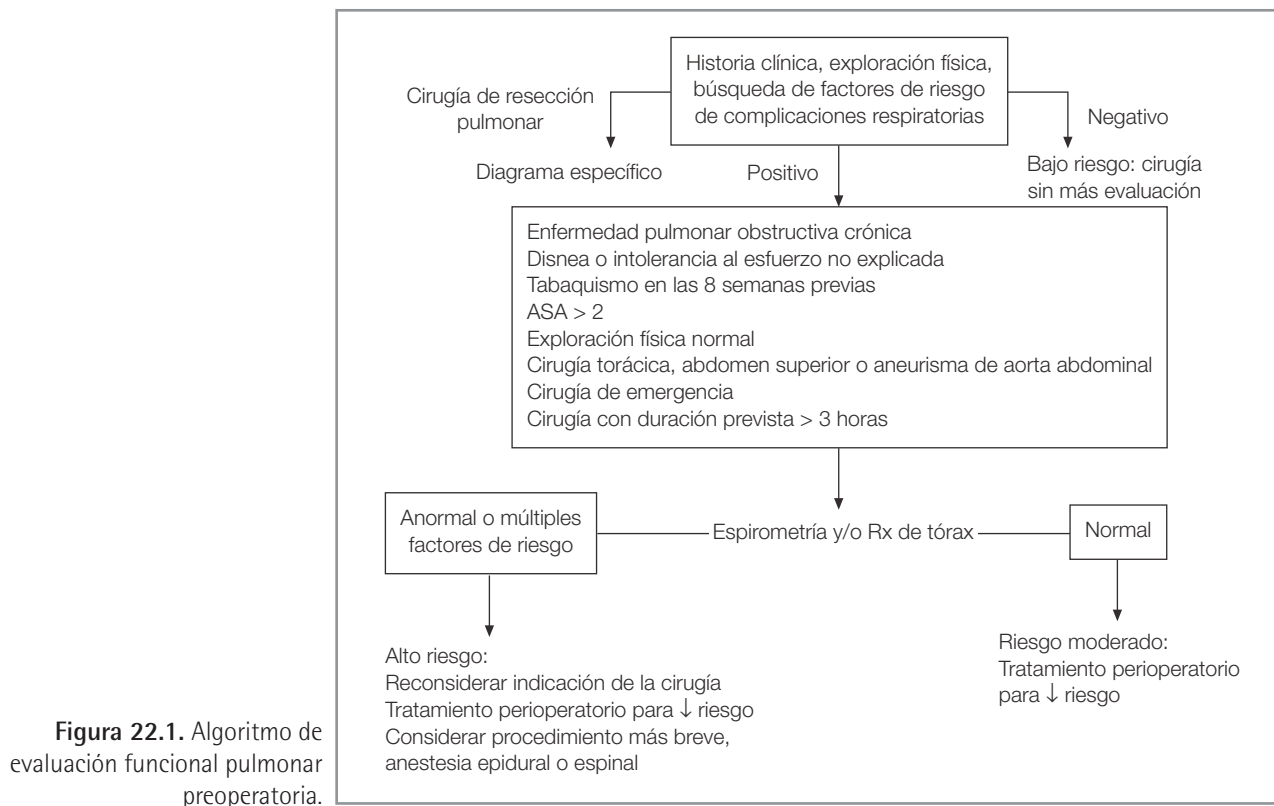 Historia clínica, exploración física,
búsqueda de factores de riesgo
de complicaciones respiratorias
Cirugía de resección
pulmonar
Negativo
Diagrama específico
Positivo
Bajo riesgo: cirugía
sin más evaluación
Enfermedad pulmonar obstructiva crónica
Disnea o intolerancia al esfuerzo no explicada
Tabaquismo en las 8 semanas previas
ASA > 2
Exploración física normal
Cirugía torácica, abdomen superior o aneurisma de aorta abdominal
Cirugía de emergencia
Cirugía con duración prevista > 3 horas
Anormal o múltiples
factores de riesgo
Espirometría y/o Rx de tórax
Normal
Alto riesgo:
Reconsiderar indicación de la cirugía
Tratamiento perioperatorio para ↓ riesgo
Considerar procedimiento más breve,
anestesia epidural o espinal
Riesgo moderado:
Tratamiento perioperatorio
para ↓ riesgo
Figura 22.1. Algoritmo de
evaluación funcional pulmonar
preoperatoria.